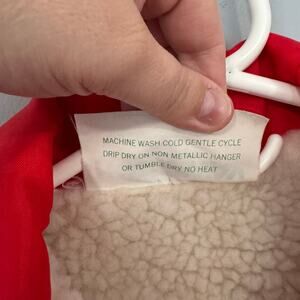 MACHINE WASH COLD GENTLE CYCLE
DRIP DRY ON NON METALLIC HANGER
OR TUMBLE DRY NO HEAT